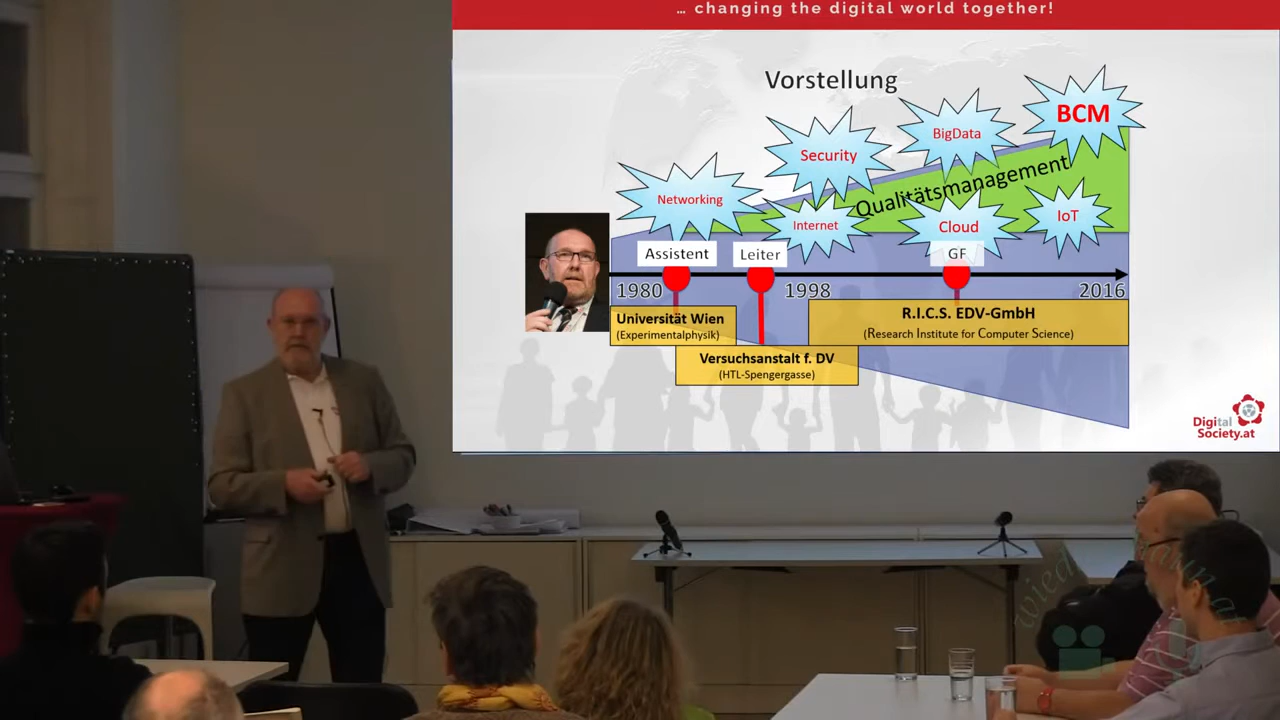 … changing the digital world together!
Vorstellung
BCM
BigData
Security
Qualitätsmanagement
Networking
Internet
Cloud
IoT
Assistent
Leiter
GF
1980
1998
2016
Universität Wien
(Experimentalphysik)
R.I.C.S. EDV-GmbH
(Research Institute for Computer Science)
Versuchsanstalt f. DV
(HTL-Spengergasse)
Digital
Society.at